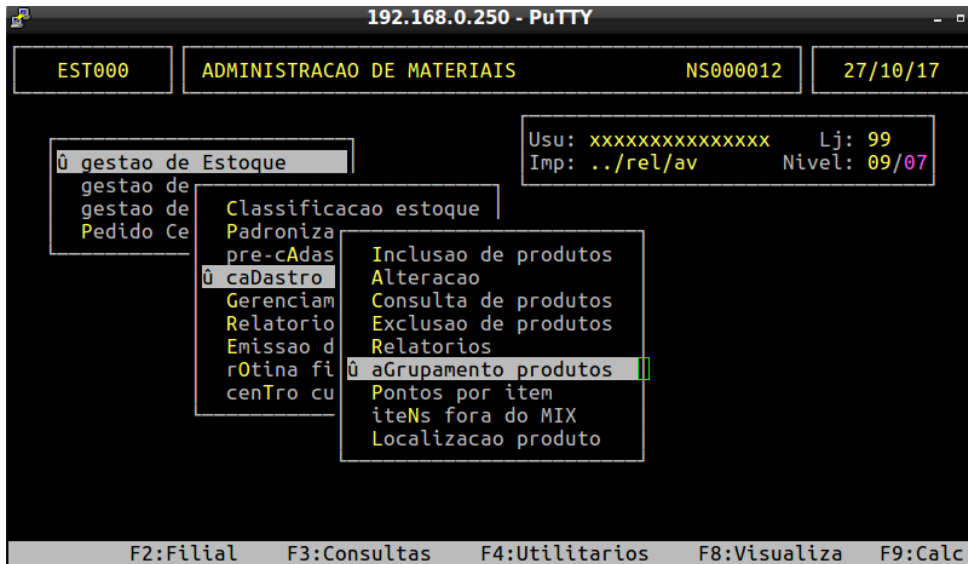 192.168.0.250 - PuTTY
EST000 ADMINISTRACAO DE MATERIAIS NS000012 27/10/17
Usu: xxxxxxxxxxxxxxx Lj: 99
Imp: ../rel/av Nivel: 09/07
û gestao de Estoque
gestao de
gestao de
Pedido Ce
Classificacao estoque
Padroniza
pre-cAdas
û caDastro
Gerenciam
Relatorio
Emissao d
rOtina fi
cenTro cu
Inclusao de produtos
Alteracao
Consulta de produtos
Exclusao de produtos
Relatorios
û aGrupamento produtos
Pontos por item
iteNs fora do MIX
Localizacao produto
F2:Filial F3:Consultas F4:Utilitarios F8:Visualiza F9:Calc